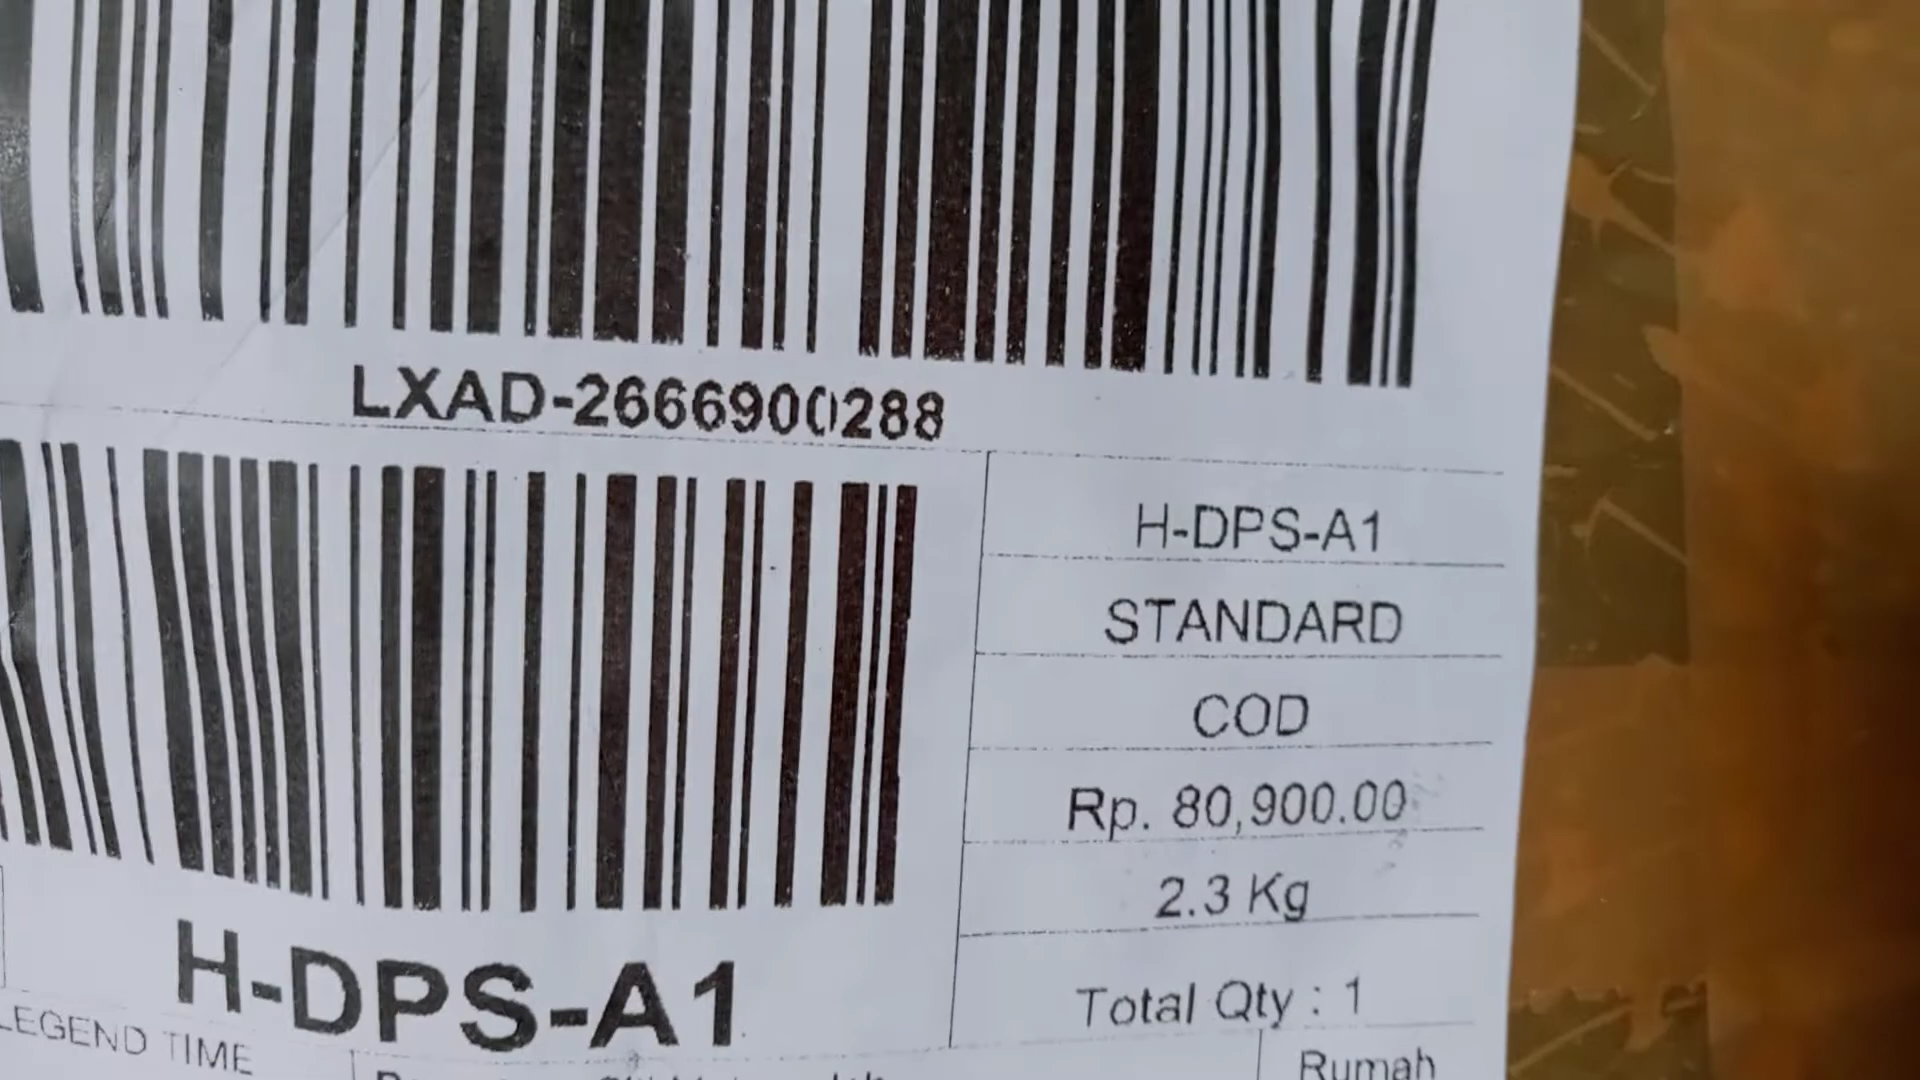 LXAD-2666900288
H-DPS-A1
STANDARD
COD
Rp. 80,900.00
2.3 Kg
Total Qty : 1
H-DPS-A1
LEGEND TIME
Rumah